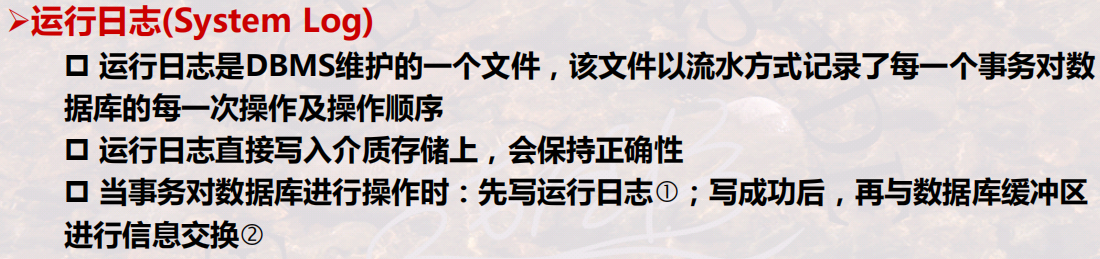 ➢运行日志(System Log)
❑ 运行日志是DBMS维护的一个文件，该文件以流水方式记录了每一个事务对数
据库的每一次操作及操作顺序
❑ 运行日志直接写入介质存储上，会保持正确性
❑ 当事务对数据库进行操作时：先写运行日志①；写成功后，再与数据库缓冲区
进行信息交换②